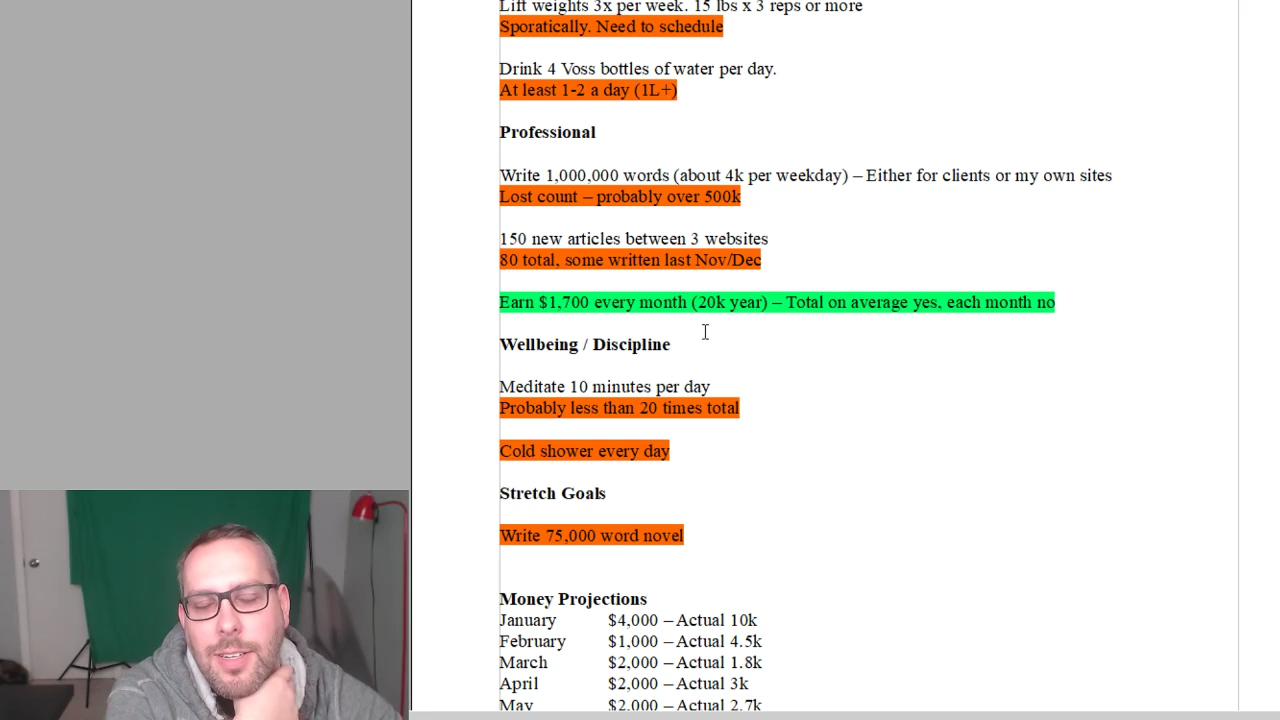 Lift weights 3x per week. 15 lbs x 3 reps or more
Sporatically. Need to schedule
Drink 4 Voss bottles of water per day.
At least 1-2 a day (1L+)
Professional
Write 1,000,000 words (about 4k per weekday) – Either for clients or my own sites
Lost count – probably over 500k
150 new articles between 3 websites
80 total, some written last Nov/Dec
Earn $1,700 every month (20k year) – Total on average yes, each month no
Wellbeing / Discipline
Meditate 10 minutes per day
Probably less than 20 times total
Cold shower every day
Stretch Goals
Write 75,000 word novel
Money Projections
January $4,000 – Actual 10k
February $1,000 – Actual 4.5k
March $2,000 – Actual 1.8k
April $2,000 – Actual 3k
May $2,000 – Actual 2.7k